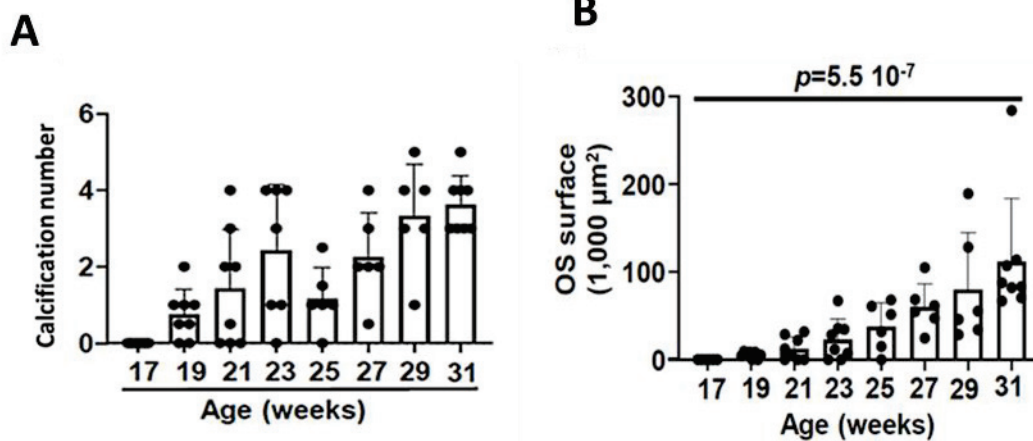 A
Calcification number
6
4
2
0
17 19 21 23 25 27 29 31
Age (weeks)
B
p=5.5 10⁻⁷
OS surface
(1,000 µm²)
300
200
100
0
17 19 21 23 25 27 29 31
Age (weeks)